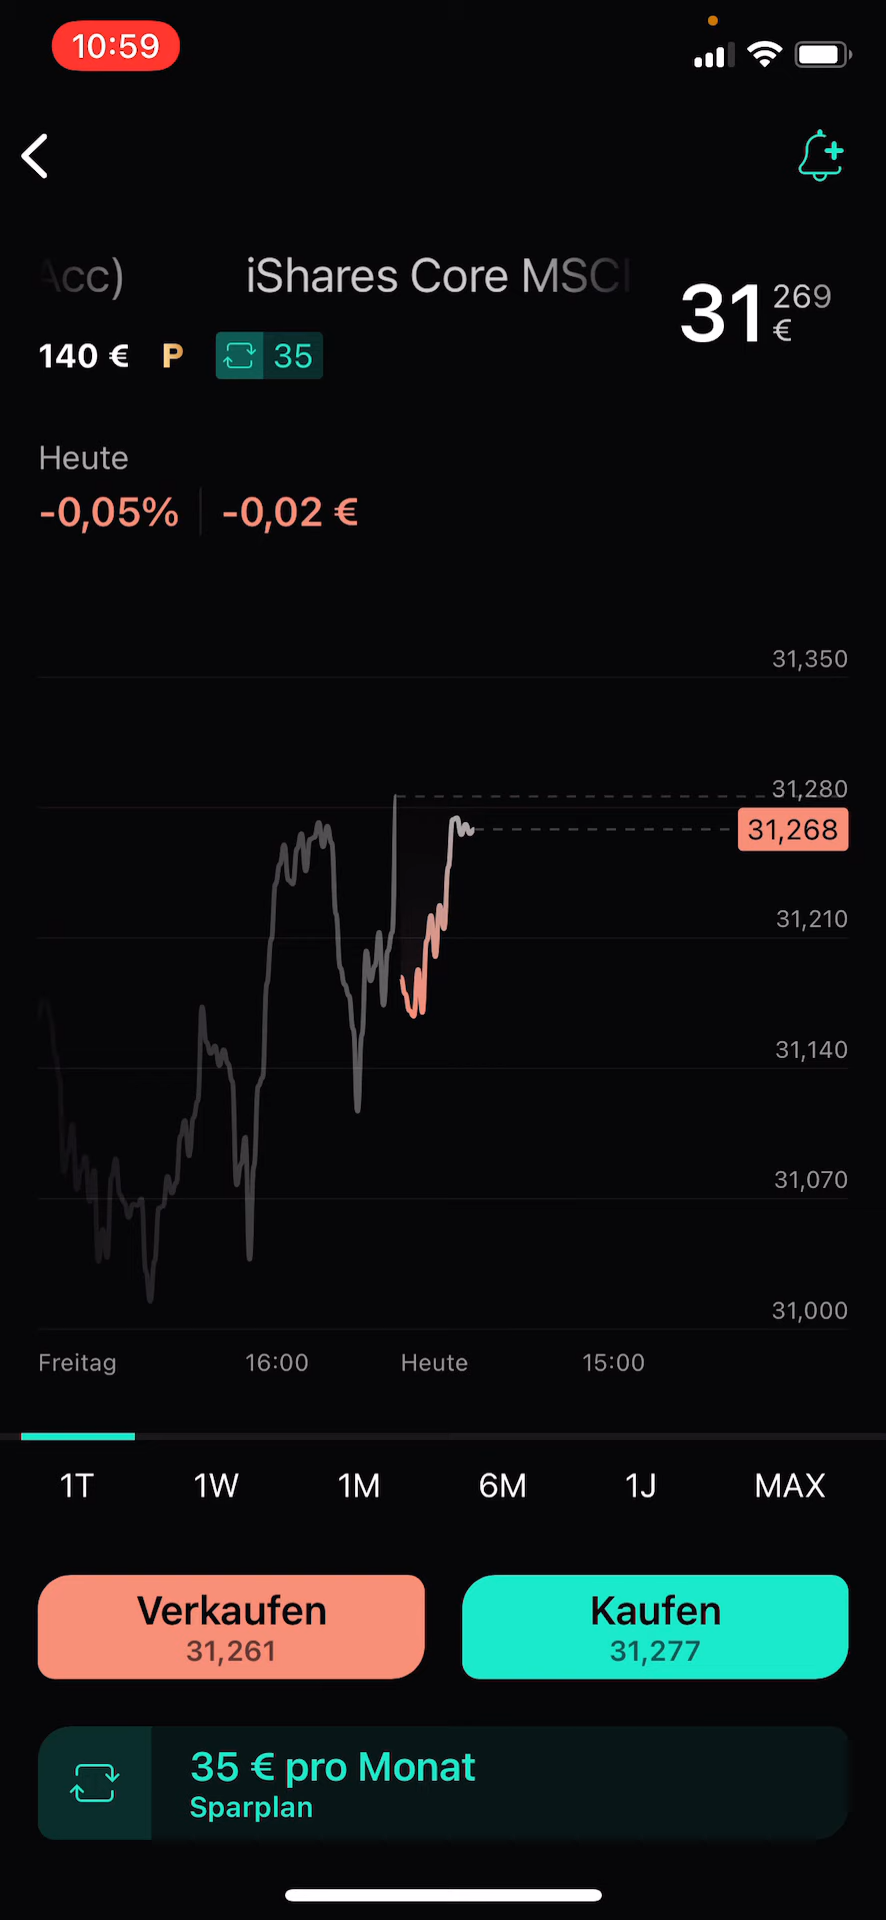 10:59
Acc) iShares Core MSCI
31 269 €
140 € P 35
Heute
-0,05% -0,02 €
31,350
31,280
31,268
31,210
31,140
31,070
31,000
Freitag 16:00 Heute 15:00
1T 1W 1M 6M 1J MAX
Verkaufen
31,261
Kaufen
31,277
35 € pro Monat
Sparplan